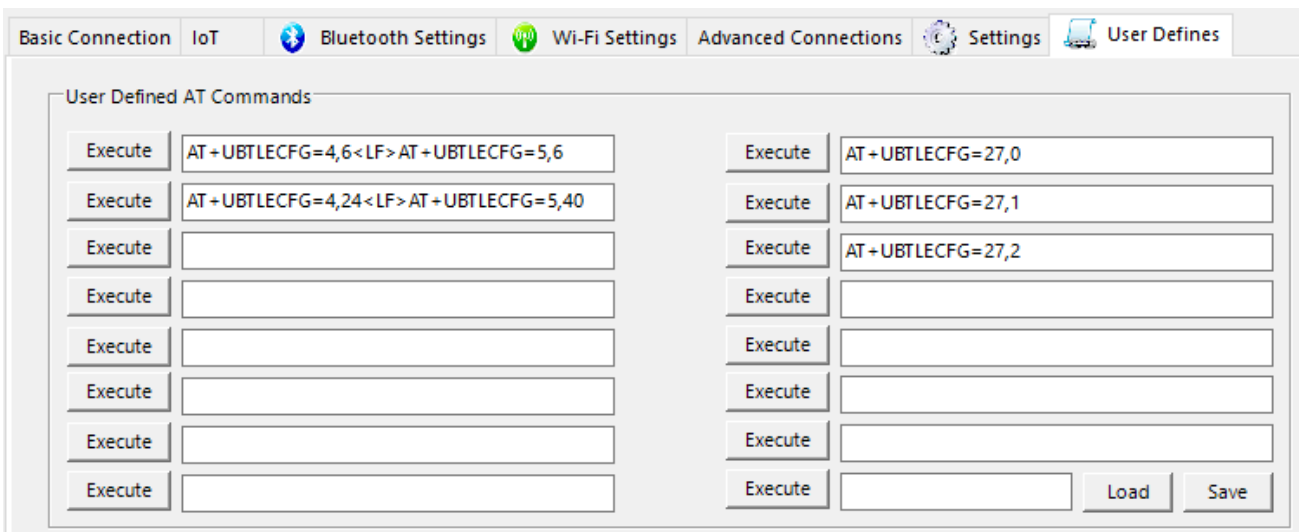 Basic Connection IoT Bluetooth Settings Wi-Fi Settings Advanced Connections Settings User Defines
User Defined AT Commands
Execute AT+UBTLECFG=4,6<LF>AT+UBTLECFG=5,6 Execute AT+UBTLECFG=27,0
Execute AT+UBTLECFG=4,24<LF>AT+UBTLECFG=5,40 Execute AT+UBTLECFG=27,1
Execute Execute AT+UBTLECFG=27,2
Execute Execute
Execute Execute
Execute Execute
Execute Execute
Execute Execute Load Save